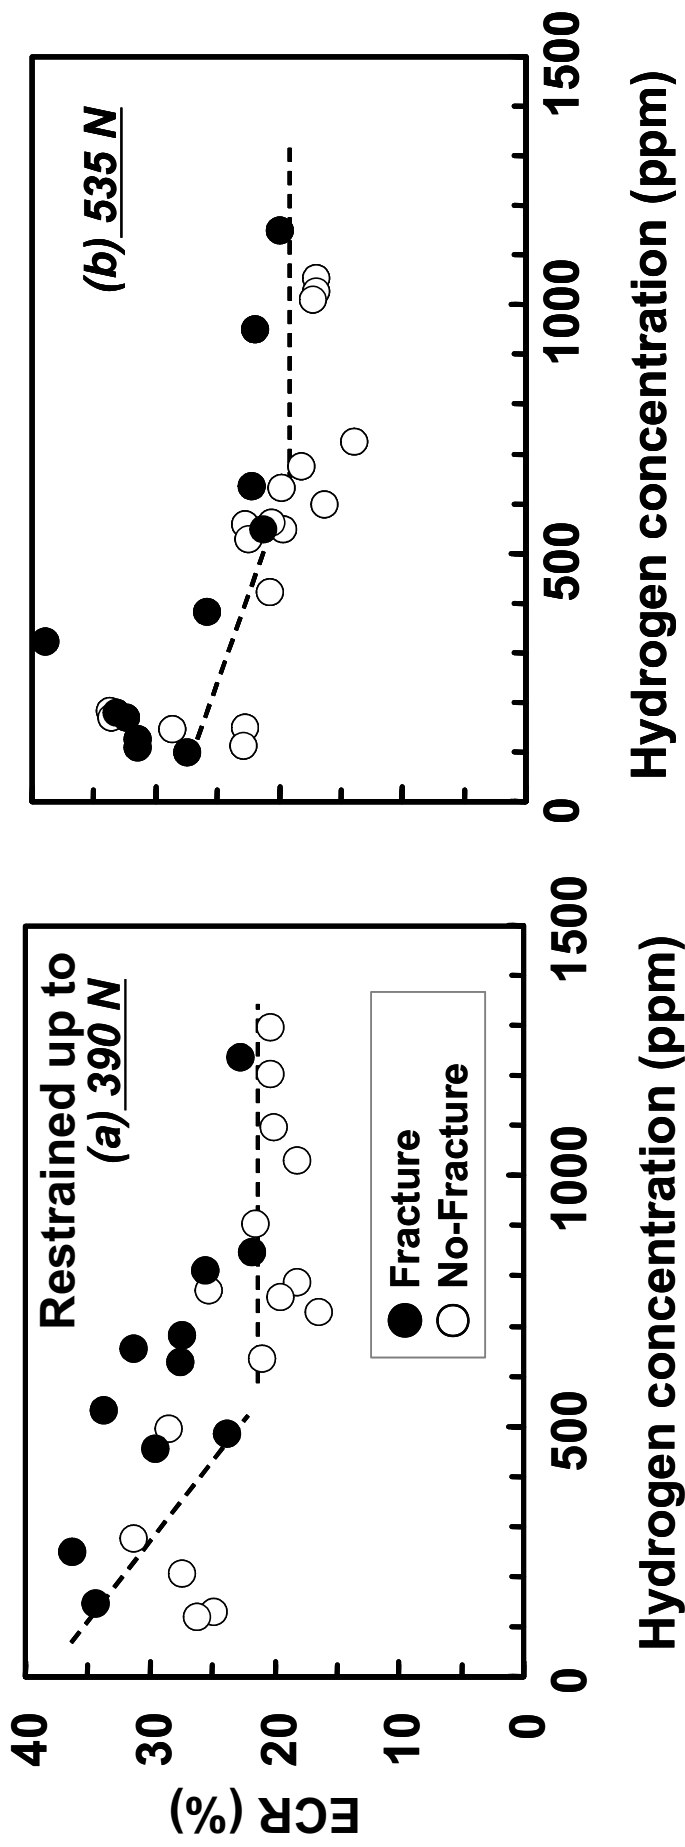 Restrained up to
(a) 390 N
Fracture
No-Fracture
ECR (%)
40
30
20
10
0
0
500
1000
1500
Hydrogen concentration (ppm)
(b) 535 N
0
500
1000
1500
Hydrogen concentration (ppm)